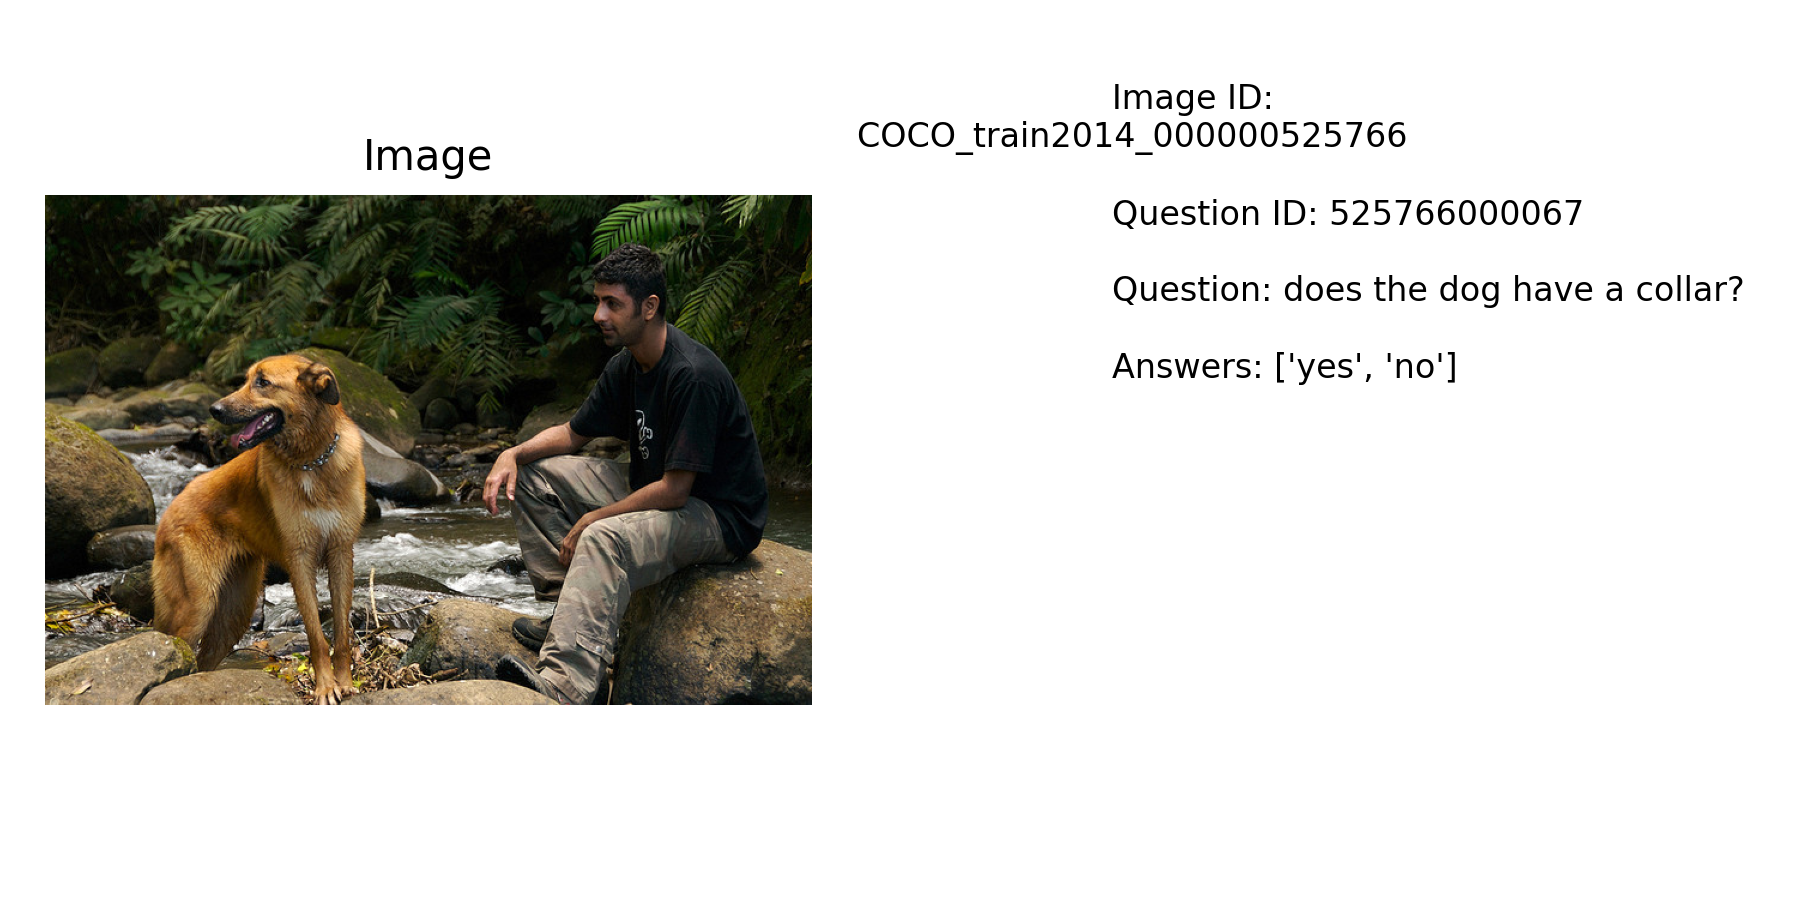 Image
Image ID:
COCO_train2014_000000525766
Question ID: 525766000067
Question: does the dog have a collar?
Answers: ['yes', 'no']